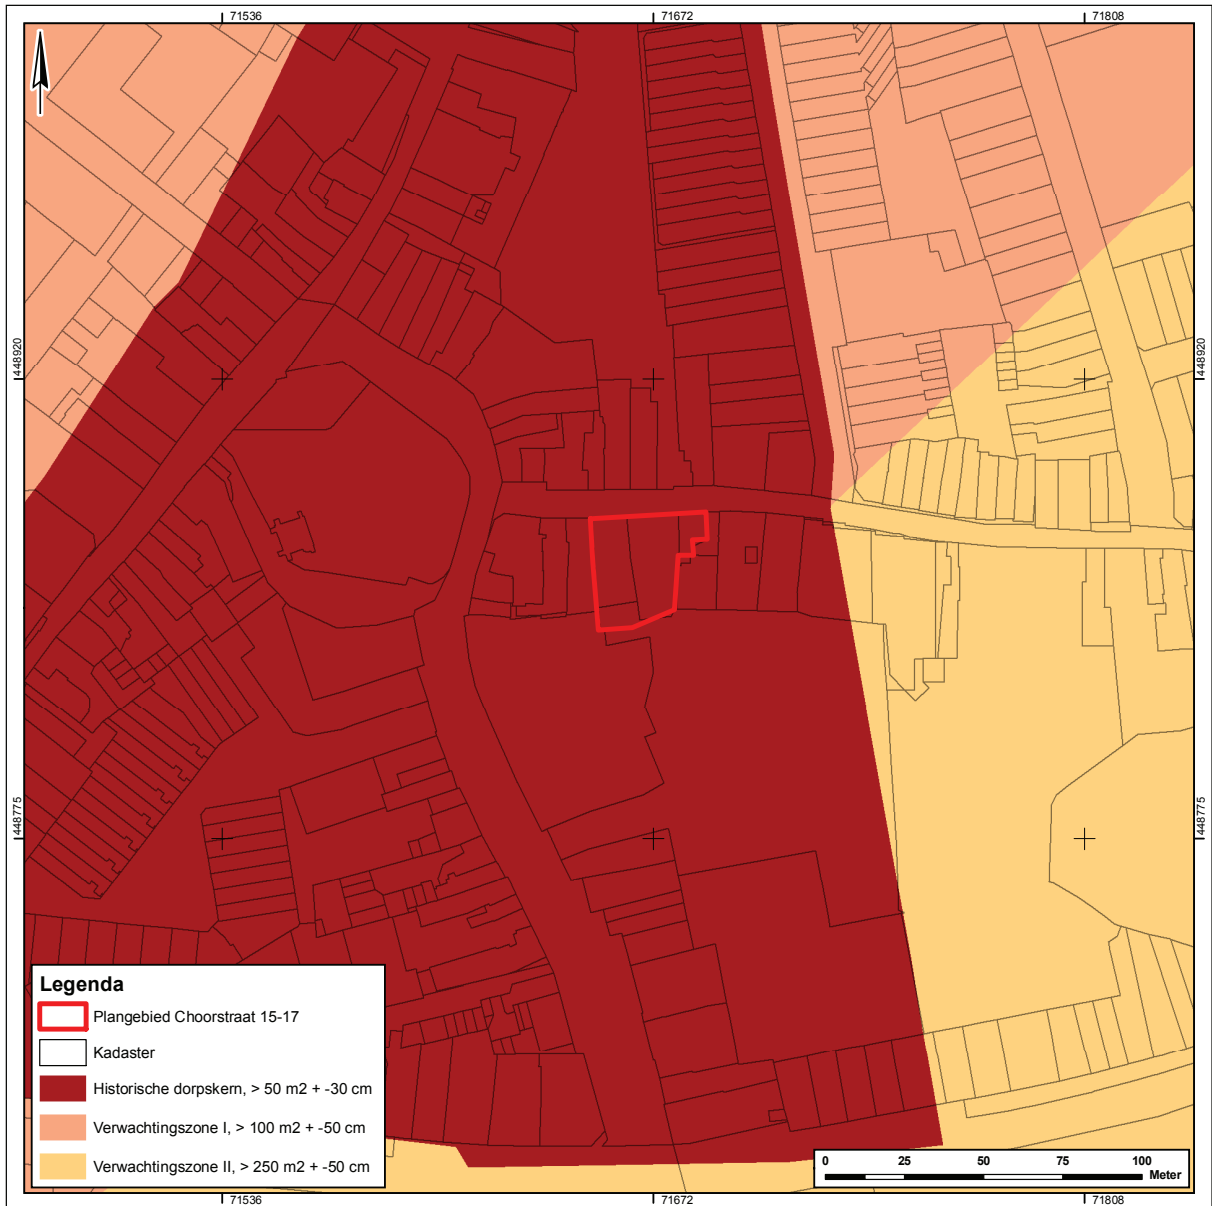 71536
71672
71808
448920
448920
448775
448775
Legenda
Plangebied Choorstraat 15-17
Kadaster
Historische dorpskern, > 50 m2 + -30 cm
Verwachtingszone I, > 100 m2 + -50 cm
Verwachtingszone II, > 250 m2 + -50 cm
0 25 50 75 100
Meter
71536
71672
71808